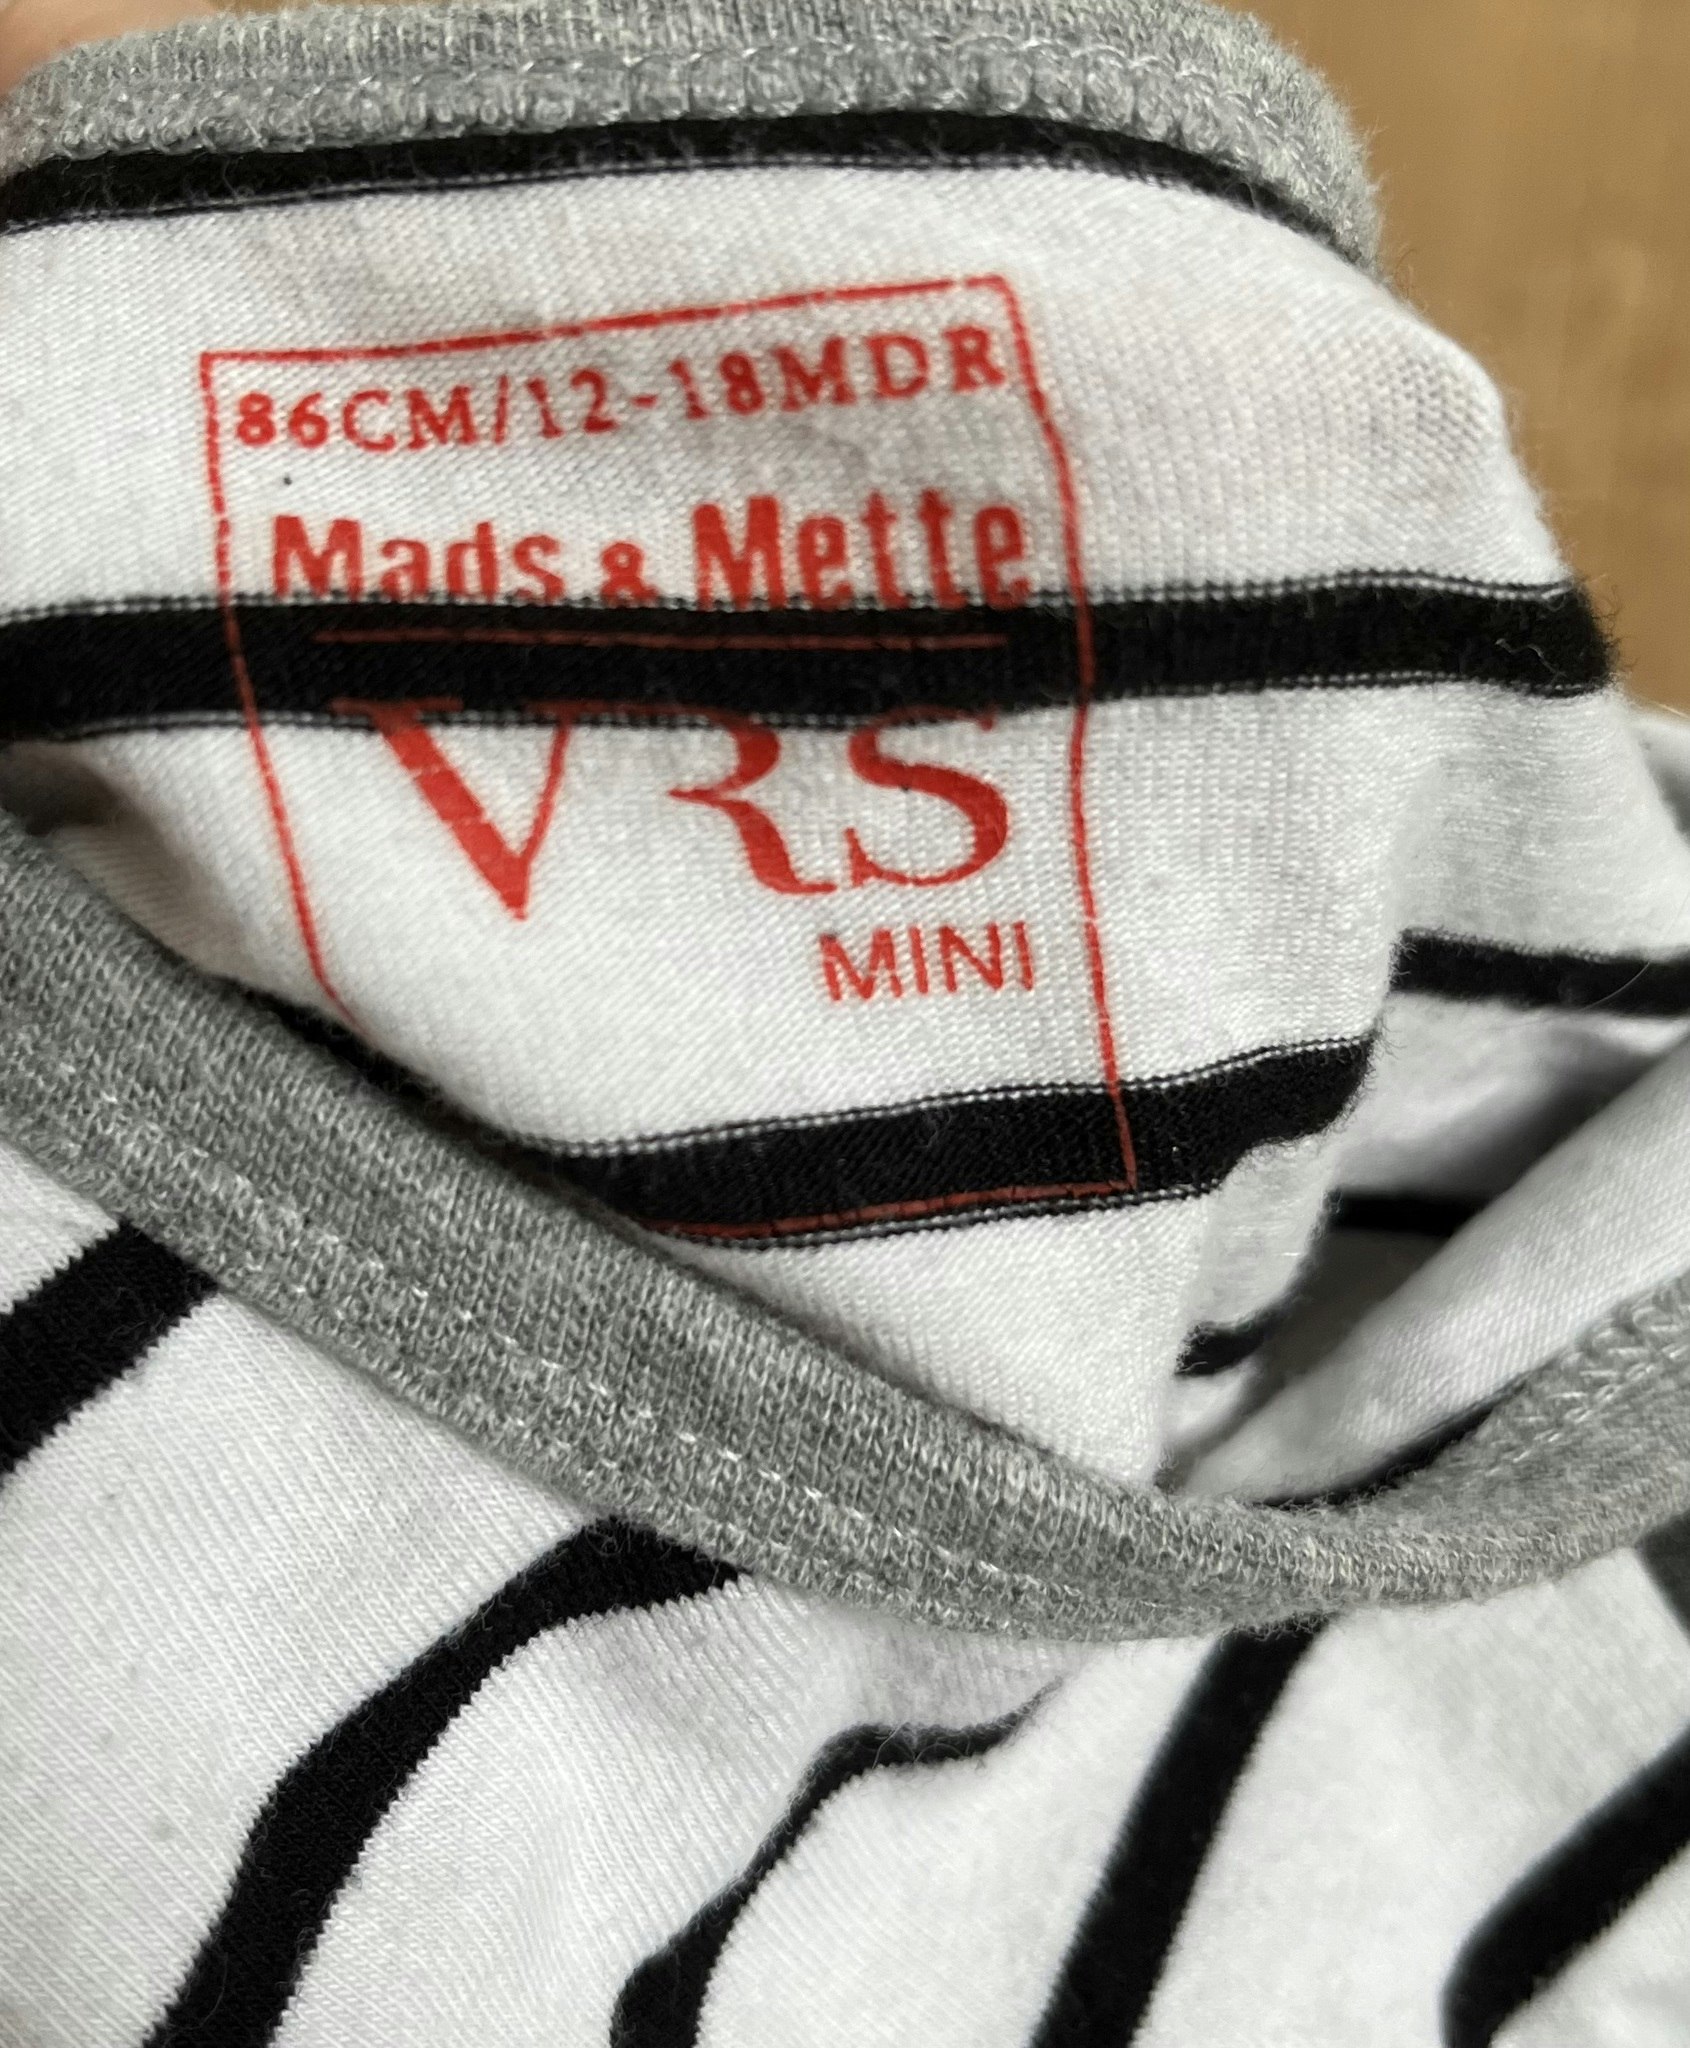 86CM/12-18MDR
Mads & Mette
VRS
MINI